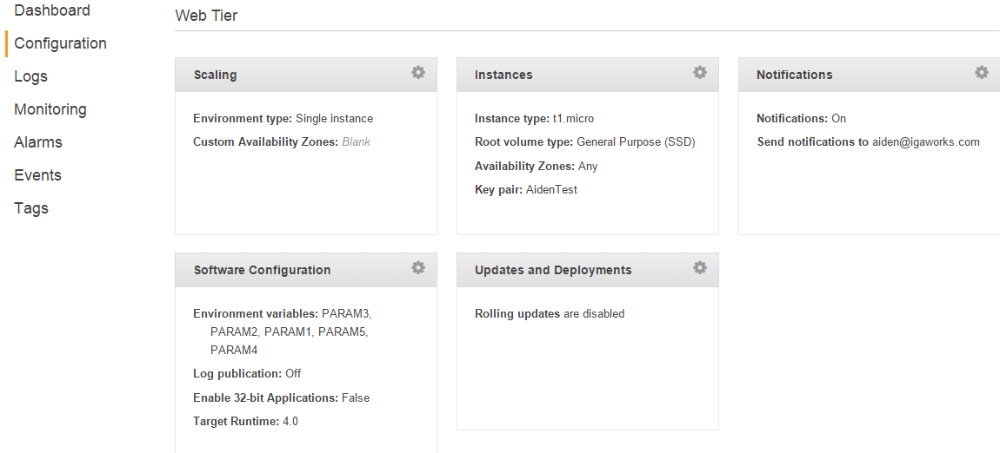 Dashboard
Configuration
Logs
Monitoring
Alarms
Events
Tags
Web Tier
Scaling
Environment type: Single instance
Custom Availability Zones: Blank
Instances
Instance type: t1.micro
Root volume type: General Purpose (SSD)
Availability Zones: Any
Key pair: AidenTest
Notifications
Notifications: On
Send notifications to aiden@igaworks.com
Software Configuration
Environment variables: PARAM3,
PARAM2, PARAM1, PARAM5,
PARAM4
Log publication: Off
Enable 32-bit Applications: False
Target Runtime: 4.0
Updates and Deployments
Rolling updates are disabled